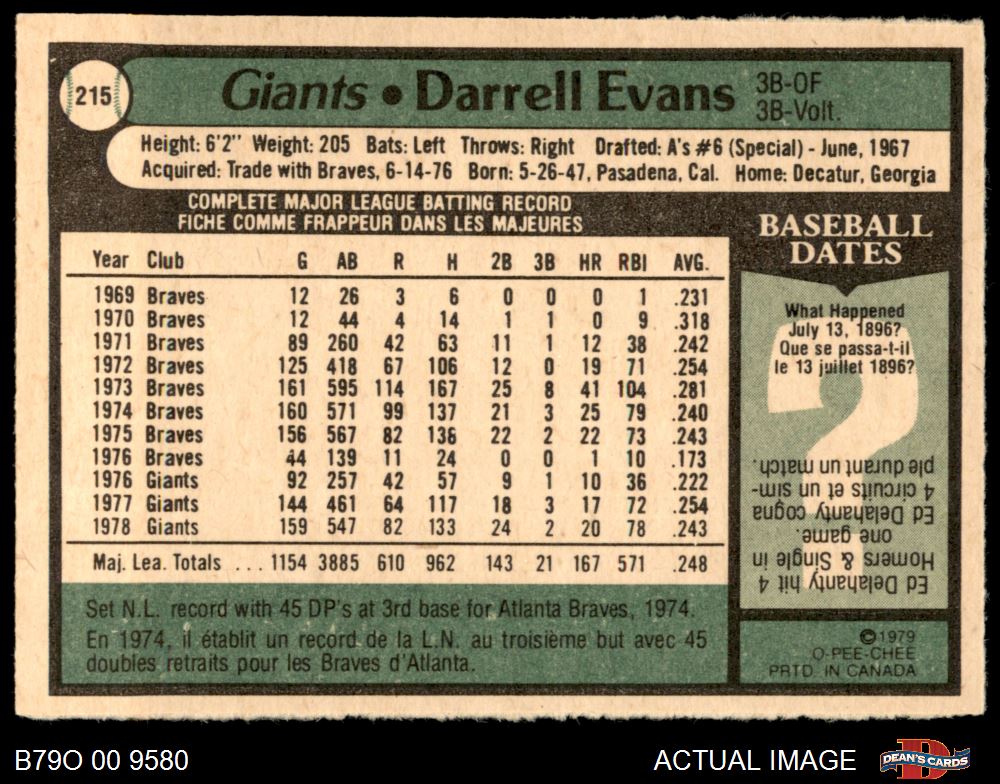 215
Giants • Darrell Evans
3B-OF
3B-Volt.
Height: 6'2" Weight: 205 Bats: Left Throws: Right Drafted: A's #6 (Special) - June, 1967
Acquired: Trade with Braves, 6-14-76 Born: 5-26-47, Pasadena, Cal. Home: Decatur, Georgia
COMPLETE MAJOR LEAGUE BATTING RECORD
FICHE COMME FRAPPEUR DANS LES MAJEURES
Year Club G AB R H 2B 3B HR RBI AVG.
1969 Braves 12 26 3 6 0 0 0 1 .231
1970 Braves 12 44 4 14 1 1 0 9 .318
1971 Braves 89 260 42 63 11 1 12 38 .242
1972 Braves 125 418 67 106 12 0 19 71 .254
1973 Braves 161 595 114 167 25 8 41 104 .281
1974 Braves 160 571 99 137 21 3 25 79 .240
1975 Braves 156 567 82 138 22 2 22 73 .243
1976 Braves 44 139 11 24 0 0 1 10 .173
1976 Giants 92 257 42 57 9 1 10 36 .222
1977 Giants 144 461 64 117 18 3 17 72 .254
1978 Giants 159 547 82 133 24 2 20 78 .243
Maj. Lea. Totals ... 1154 3885 610 962 143 21 167 571 .248
Set N.L. record with 45 DP's at 3rd base for Atlanta Braves, 1974.
En 1974, il établit un record de la L.N. au troisième but avec 45
doubles retraits pour les Braves d'Atlanta.
BASEBALL
DATES
What Happened
July 13, 1896?
Que se passa-t-il
le 13 juillet 1896?
Ed Delahanty hit 4
Homers & Single in
one game.
Ed Delahanty cogna
4 circuits et un sim-
ple durant un match.
©1979
O-PEE-CHEE
PRTD. IN CANADA
B79O 00 9580
ACTUAL IMAGE
DEAN'S CARDS